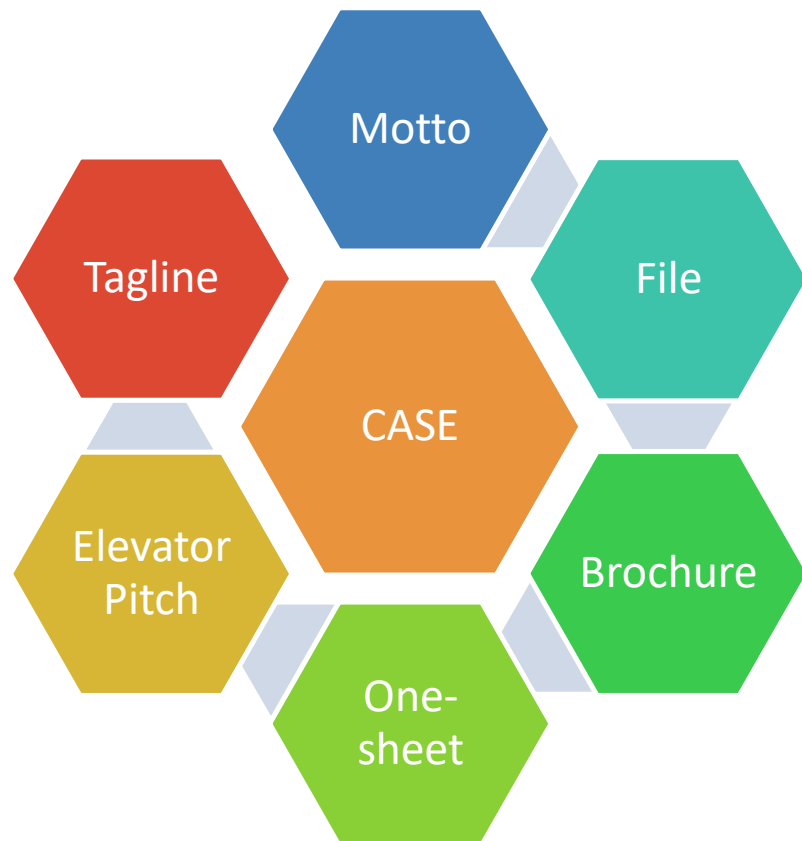 Motto
Tagline
File
CASE
Elevator
Pitch
Brochure
One-
sheet